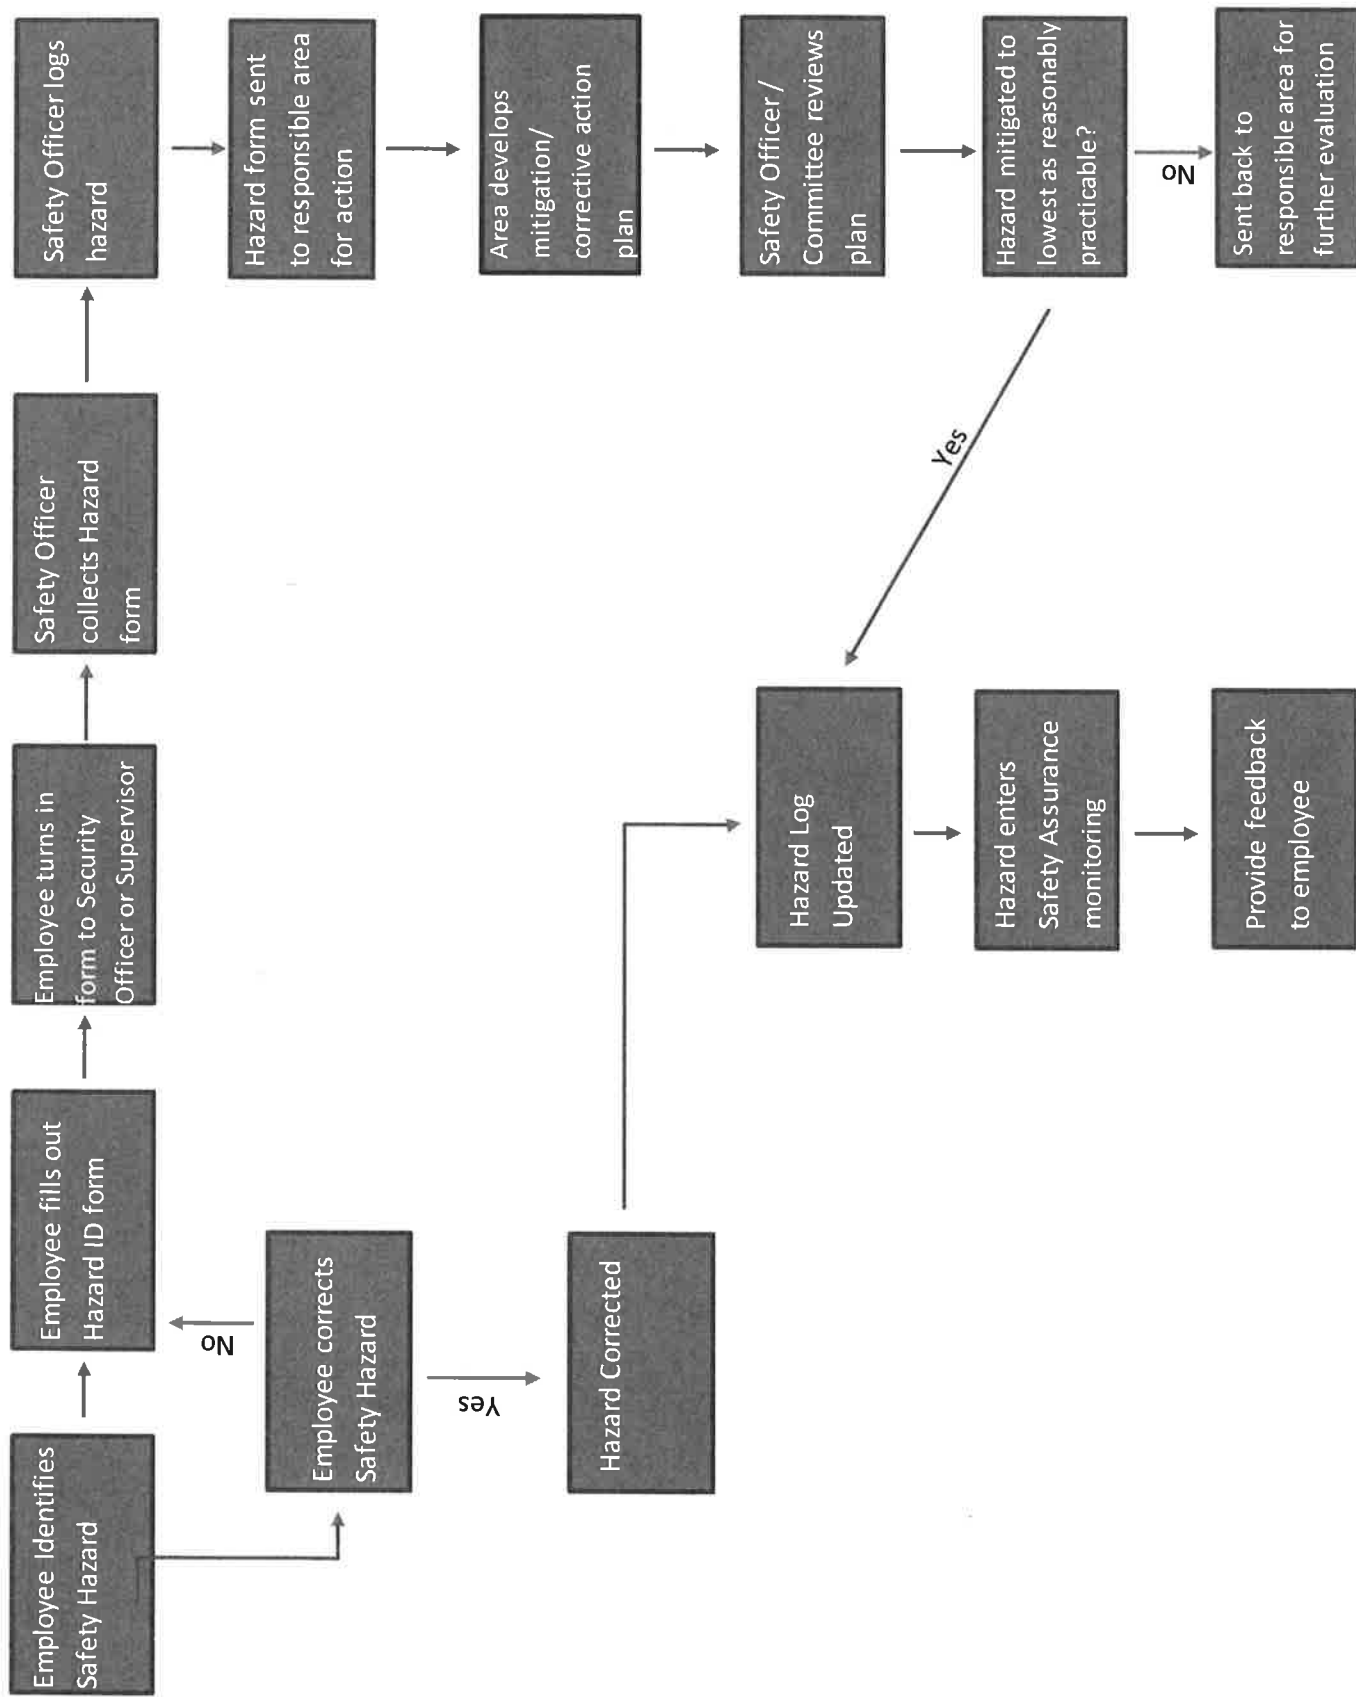 Employee Identifies
Safety Hazard
Employee fills out
Hazard ID form
Employee turns in
form to Security
Officer or Supervisor
Safety Officer
collects Hazard
form
Safety Officer logs
hazard
No
Employee corrects
Safety Hazard
Yes
Hazard Corrected
Hazard form sent
to responsible area
for action
Area develops
mitigation/
corrective action
plan
Safety Officer /
Committee reviews
plan
Hazard mitigated to
lowest as reasonably
practicable?
Yes
No
Sent back to
responsible area for
further evaluation
Hazard Log
Updated
Hazard enters
Safety Assurance
monitoring
Provide feedback
to employee